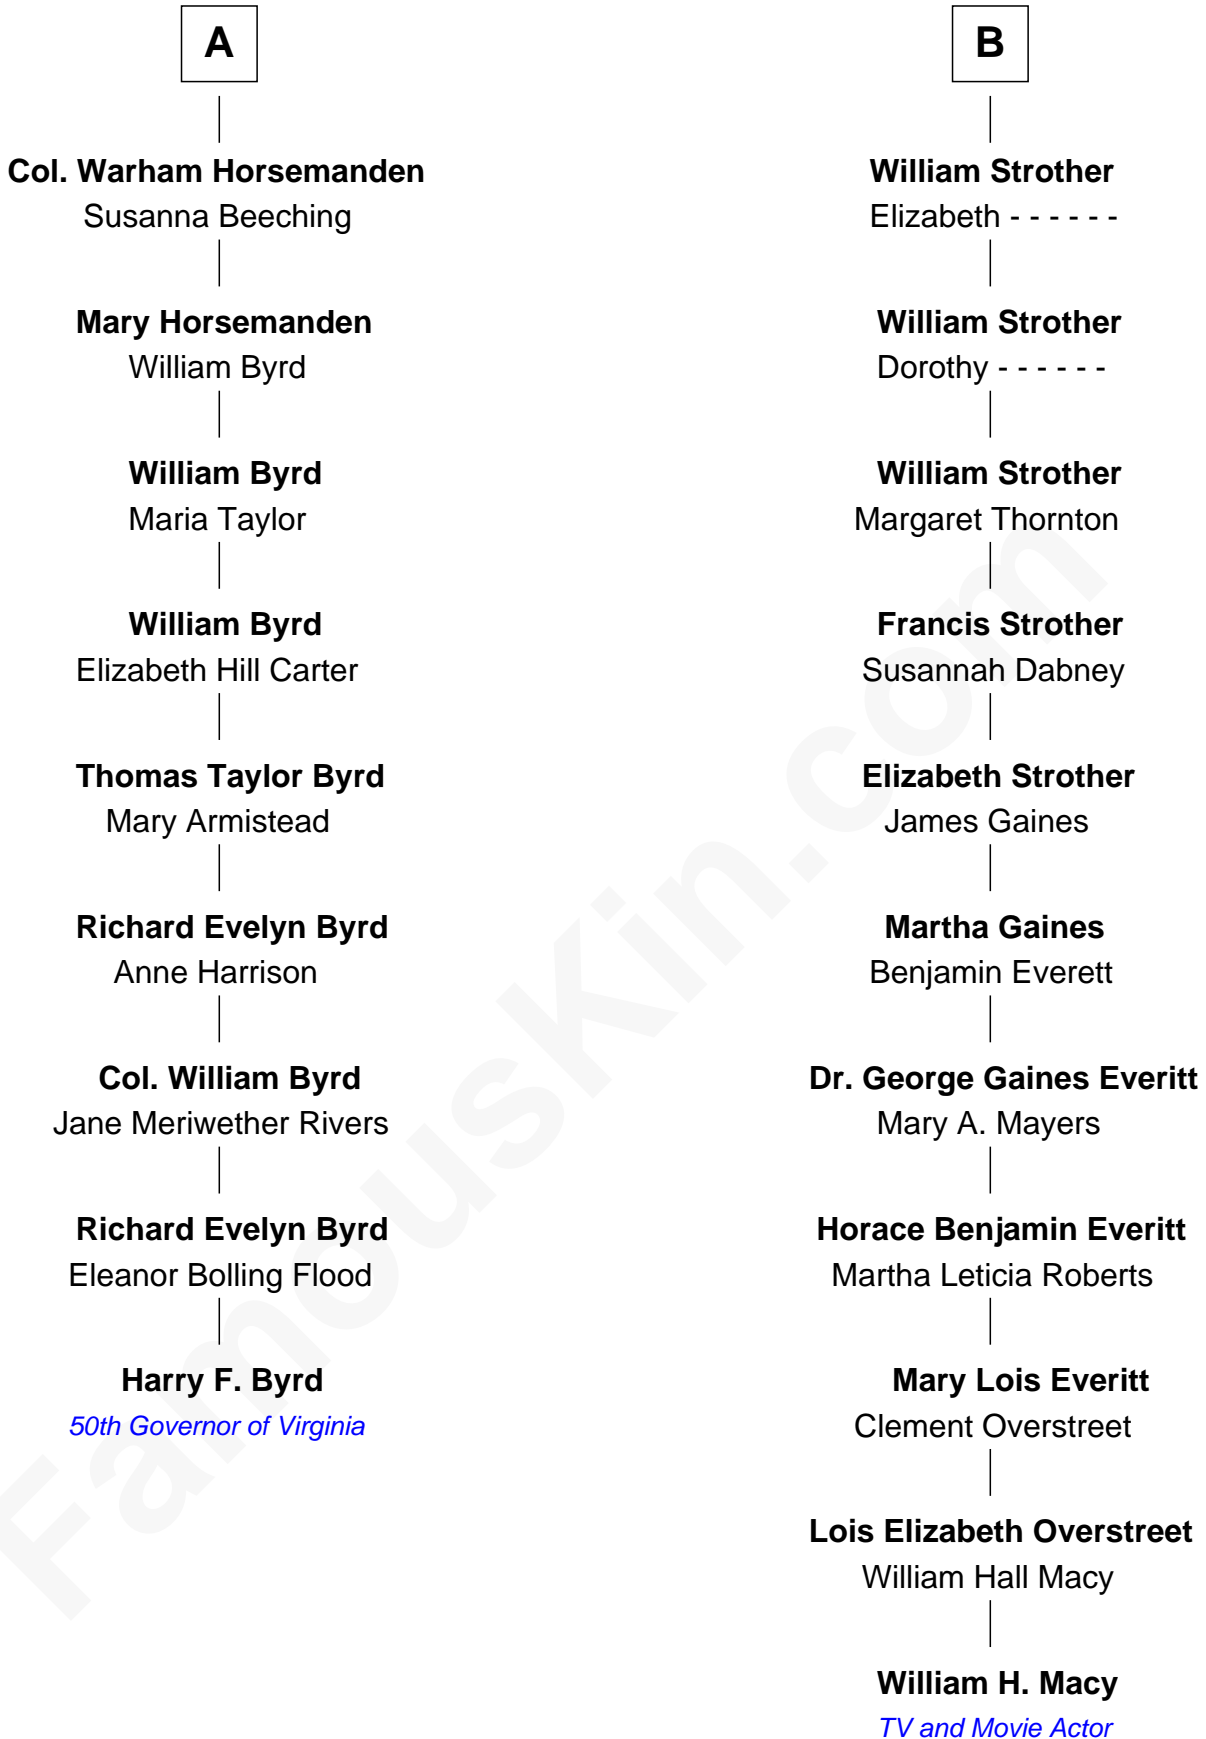 A
Col. Warham Horsemanden
Susanna Beeching
Mary Horsemanden
William Byrd
William Byrd
Maria Taylor
William Byrd
Elizabeth Hill Carter
Thomas Taylor Byrd
Mary Armistead
Richard Evelyn Byrd
Anne Harrison
Col. William Byrd
Jane Meriwether Rivers
Richard Evelyn Byrd
Eleanor Bolling Flood
Harry F. Byrd
50th Governor of Virginia
B
William Strother
Elizabeth - - - - - -
William Strother
Dorothy - - - - - -
William Strother
Margaret Thornton
Francis Strother
Susannah Dabney
Elizabeth Strother
James Gaines
Martha Gaines
Benjamin Everett
Dr. George Gaines Everitt
Mary A. Mayers
Horace Benjamin Everitt
Martha Leticia Roberts
Mary Lois Everitt
Clement Overstreet
Lois Elizabeth Overstreet
William Hall Macy
William H. Macy
TV and Movie Actor
FamousKin.com